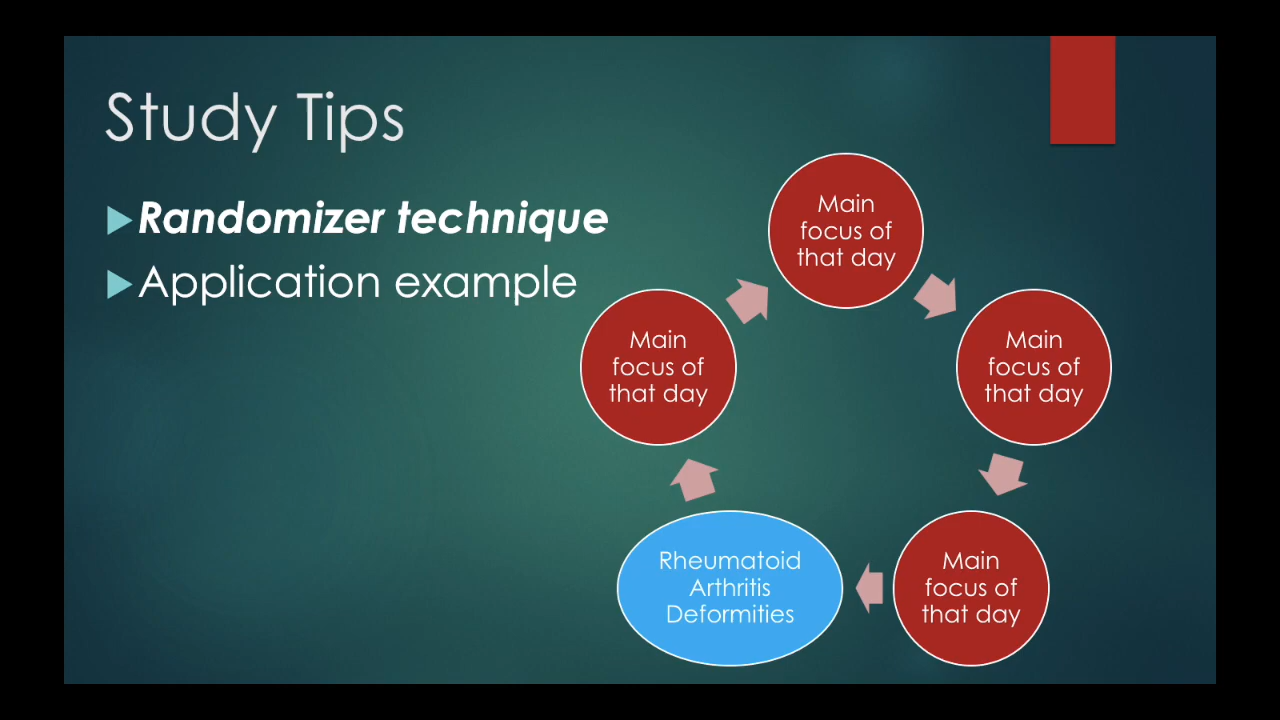 Study Tips
Randomizer technique
Application example
Main
focus of
that day
Main
focus of
that day
Main
focus of
that day
Rheumatoid
Arthritis
Deformities
Main
focus of
that day